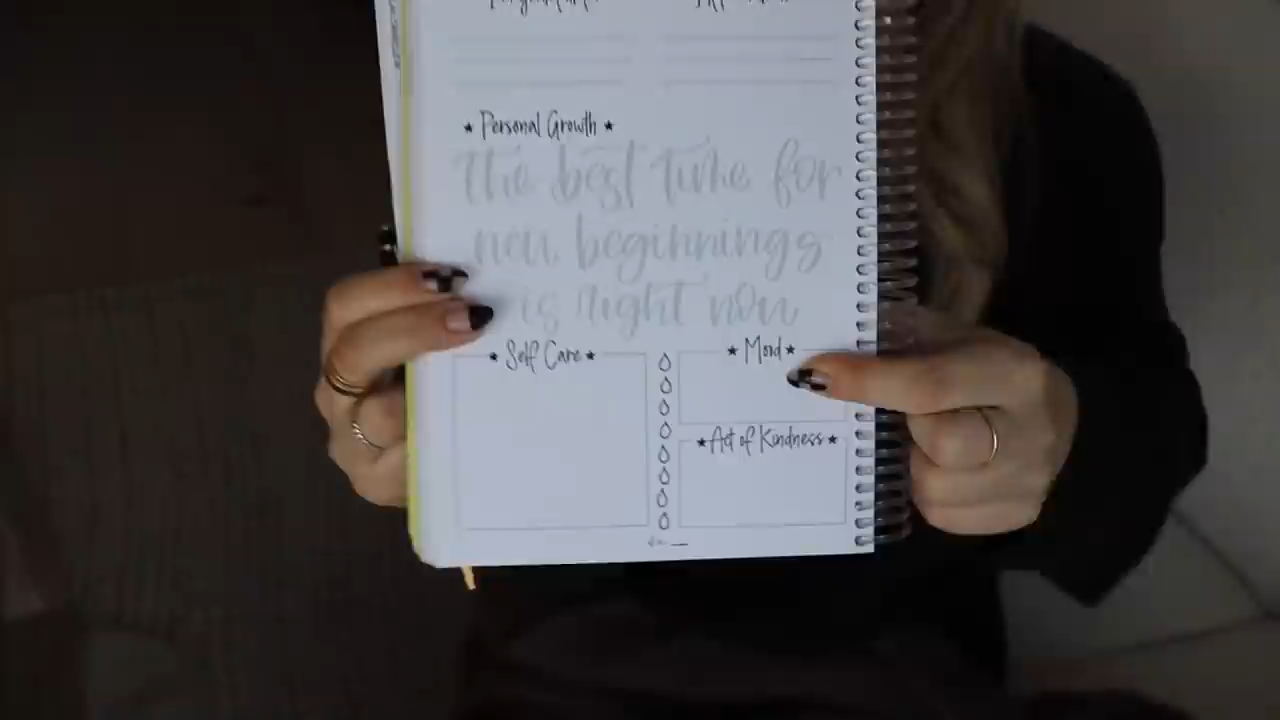 ★ Personal Growth ★
the best time for
new beginnings
is right now
★ Self Care ★
★ Mood ★
★ Act of Kindness ★